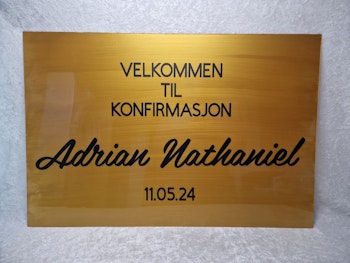 VELKOMMEN
TIL
KONFIRMASJON
Adrian Nathaniel
11.05.24